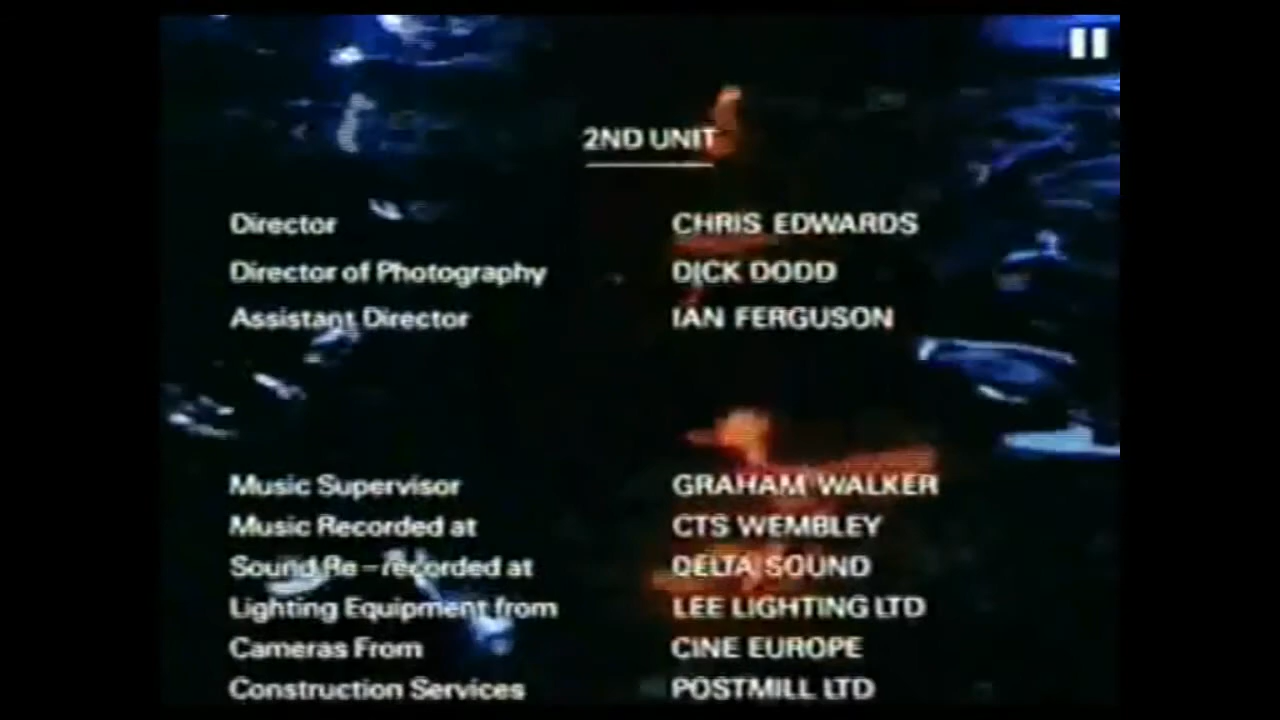 2ND UNIT
Director CHRIS EDWARDS
Director of Photography DICK DODD
Assistant Director IAN FERGUSON
Music Supervisor GRAHAM WALKER
Music Recorded at CTS WEMBLEY
Sound Re-recorded at DELTA SOUND
Lighting Equipment from LEE LIGHTING LTD
Cameras From CINE EUROPE
Construction Services POSTMILL LTD